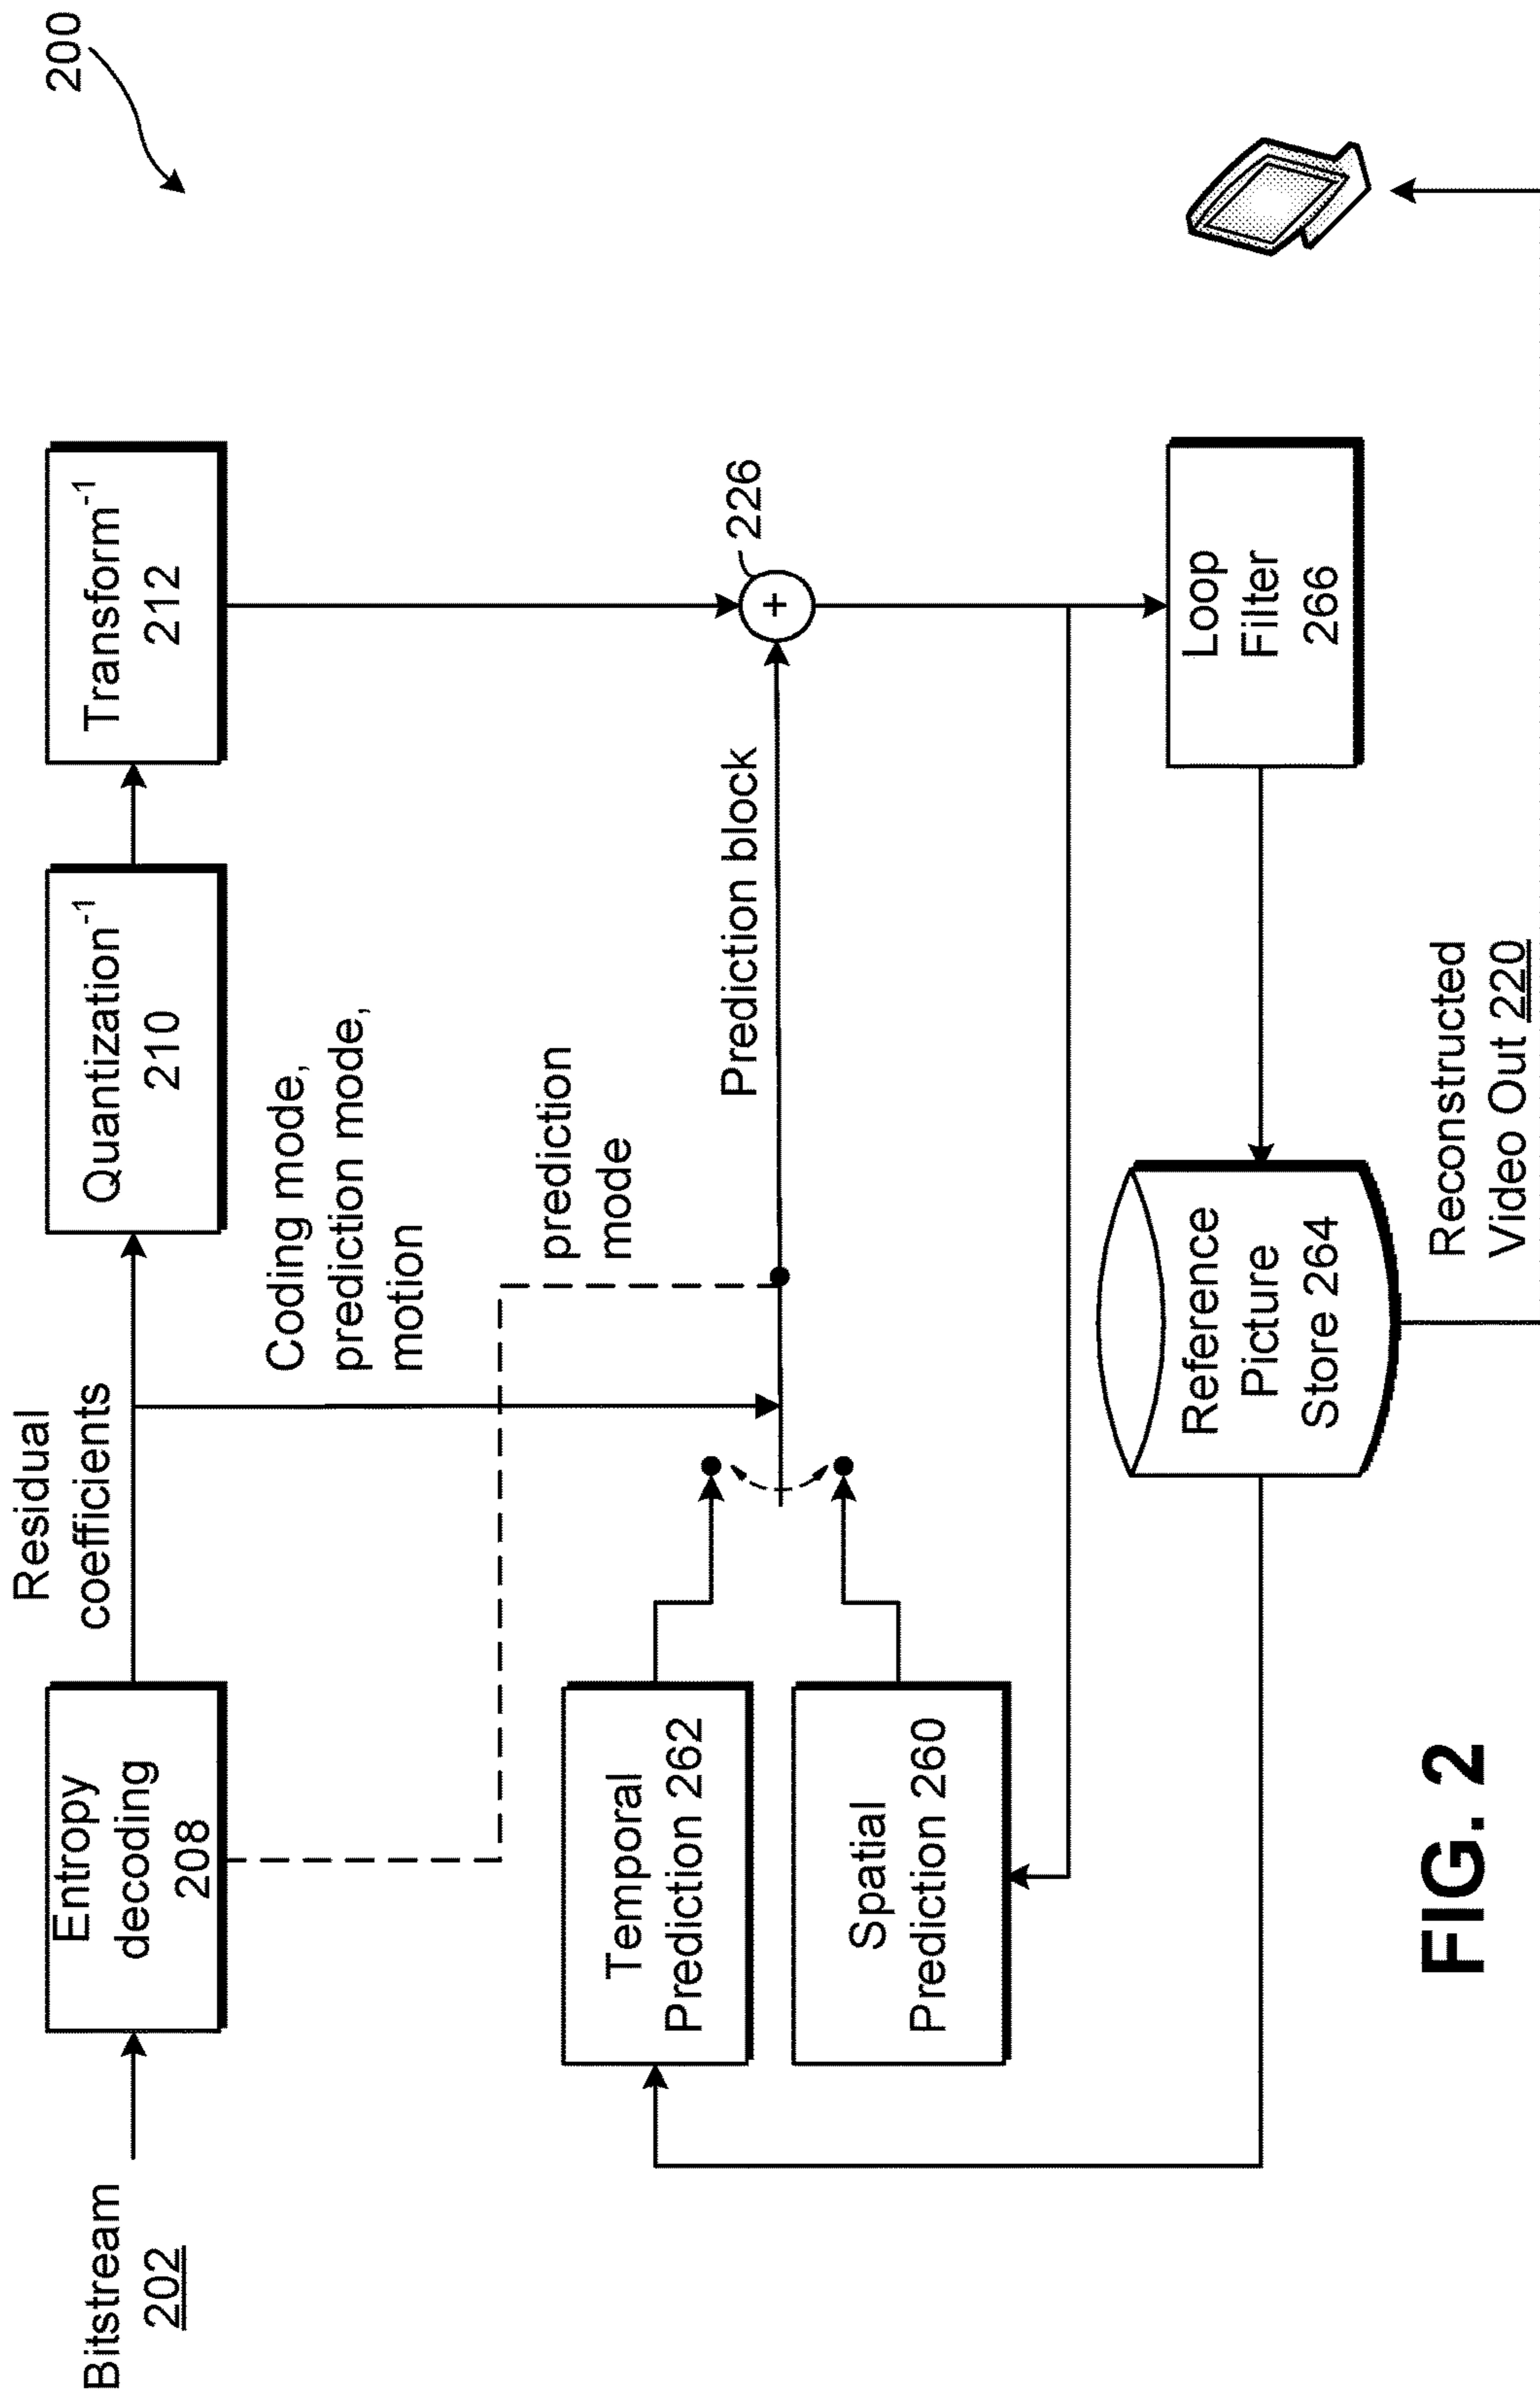 200
Residual
coefficients
Bitstream
202
Entropy
decoding
208
Quantization-1
210
Transform-1
212
Coding mode,
prediction mode,
motion
prediction
mode
Temporal
Prediction 262
Spatial
Prediction 260
Prediction block
226
+
Reference
Picture
Store 264
Loop
Filter
266
Reconstructed
Video Out 220
FIG. 2